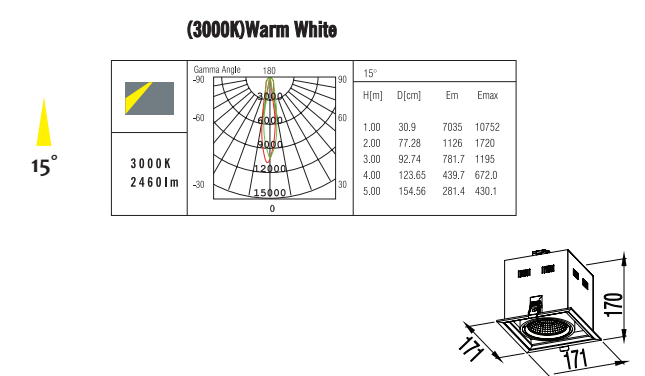 (3000K)Warm White
Gamma Angle 180
-90 90
3000
-60 6000 60
9000
12000
-30 15000 30
0
15°
3000K
2460lm
15°
H[m] D[cm] Em Emax
1.00 30.9 7035 10752
2.00 77.28 1126 1720
3.00 92.74 781.7 1195
4.00 123.65 439.7 672.0
5.00 154.56 281.4 430.1
170
171
171